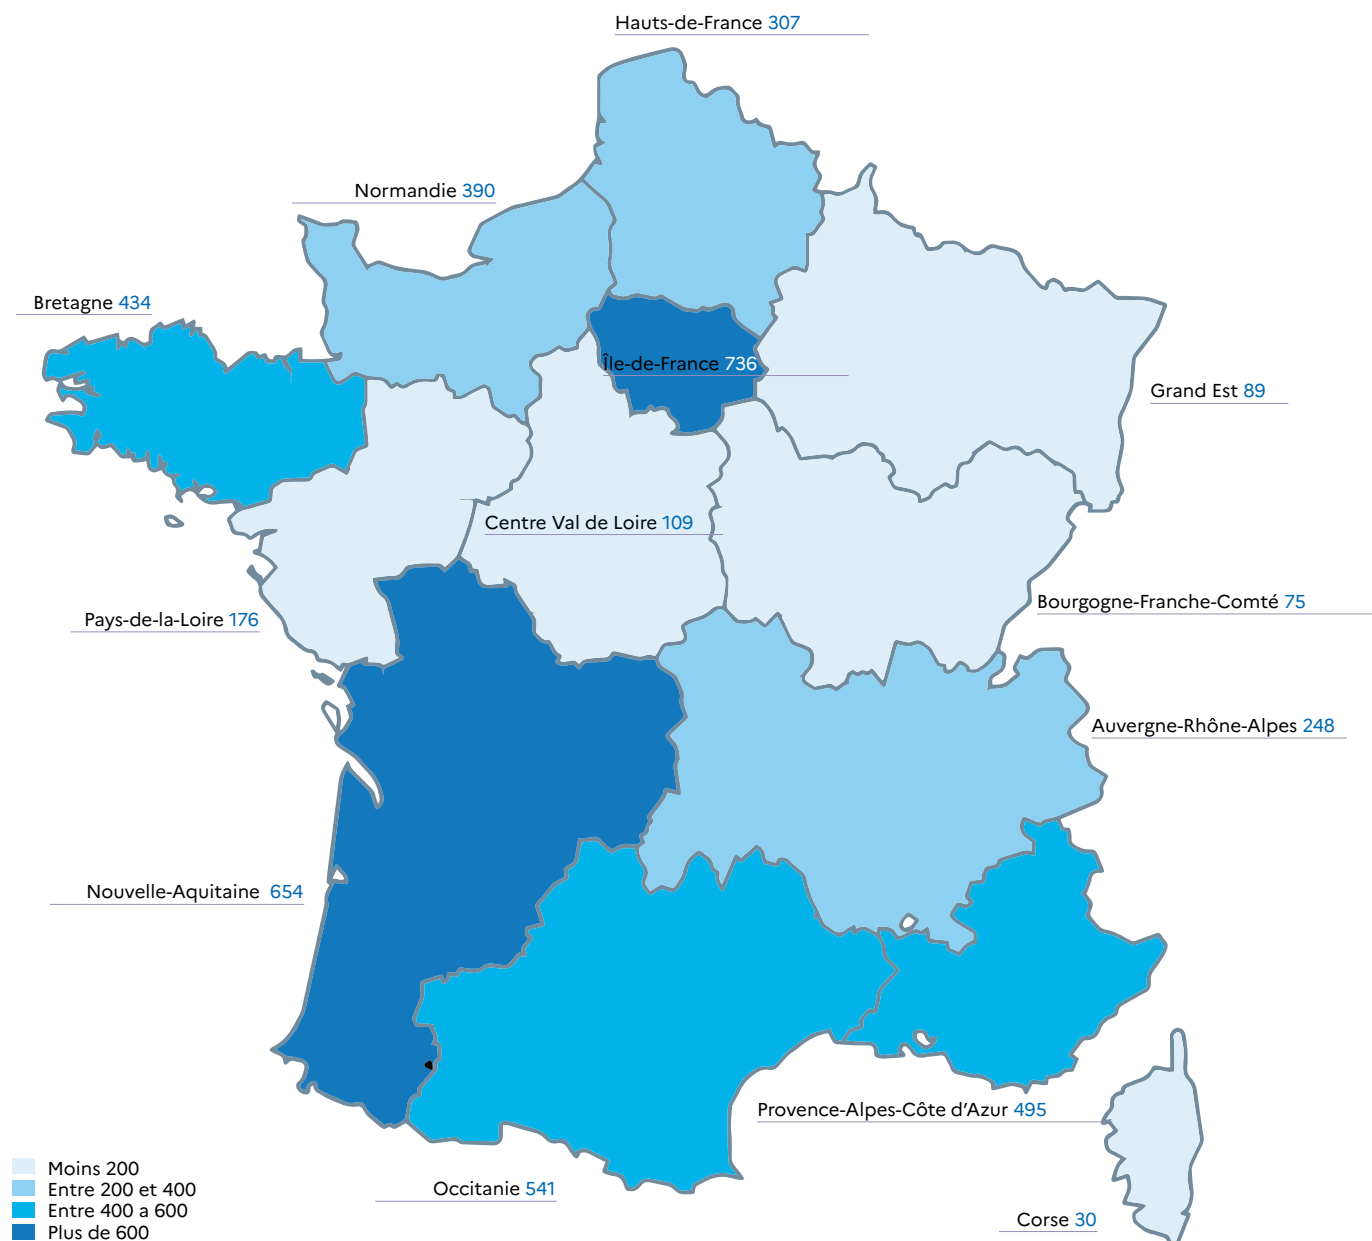 Hauts-de-France 307
Normandie 390
Bretagne 434
Île-de-France 736
Grand Est 89
Centre Val de Loire 109
Bourgogne-Franche-Comté 75
Pays-de-la-Loire 176
Auvergne-Rhône-Alpes 248
Nouvelle-Aquitaine 654
Provence-Alpes-Côte d'Azur 495
Occitanie 541
Corse 30
Moins 200
Entre 200 et 400
Entre 400 a 600
Plus de 600